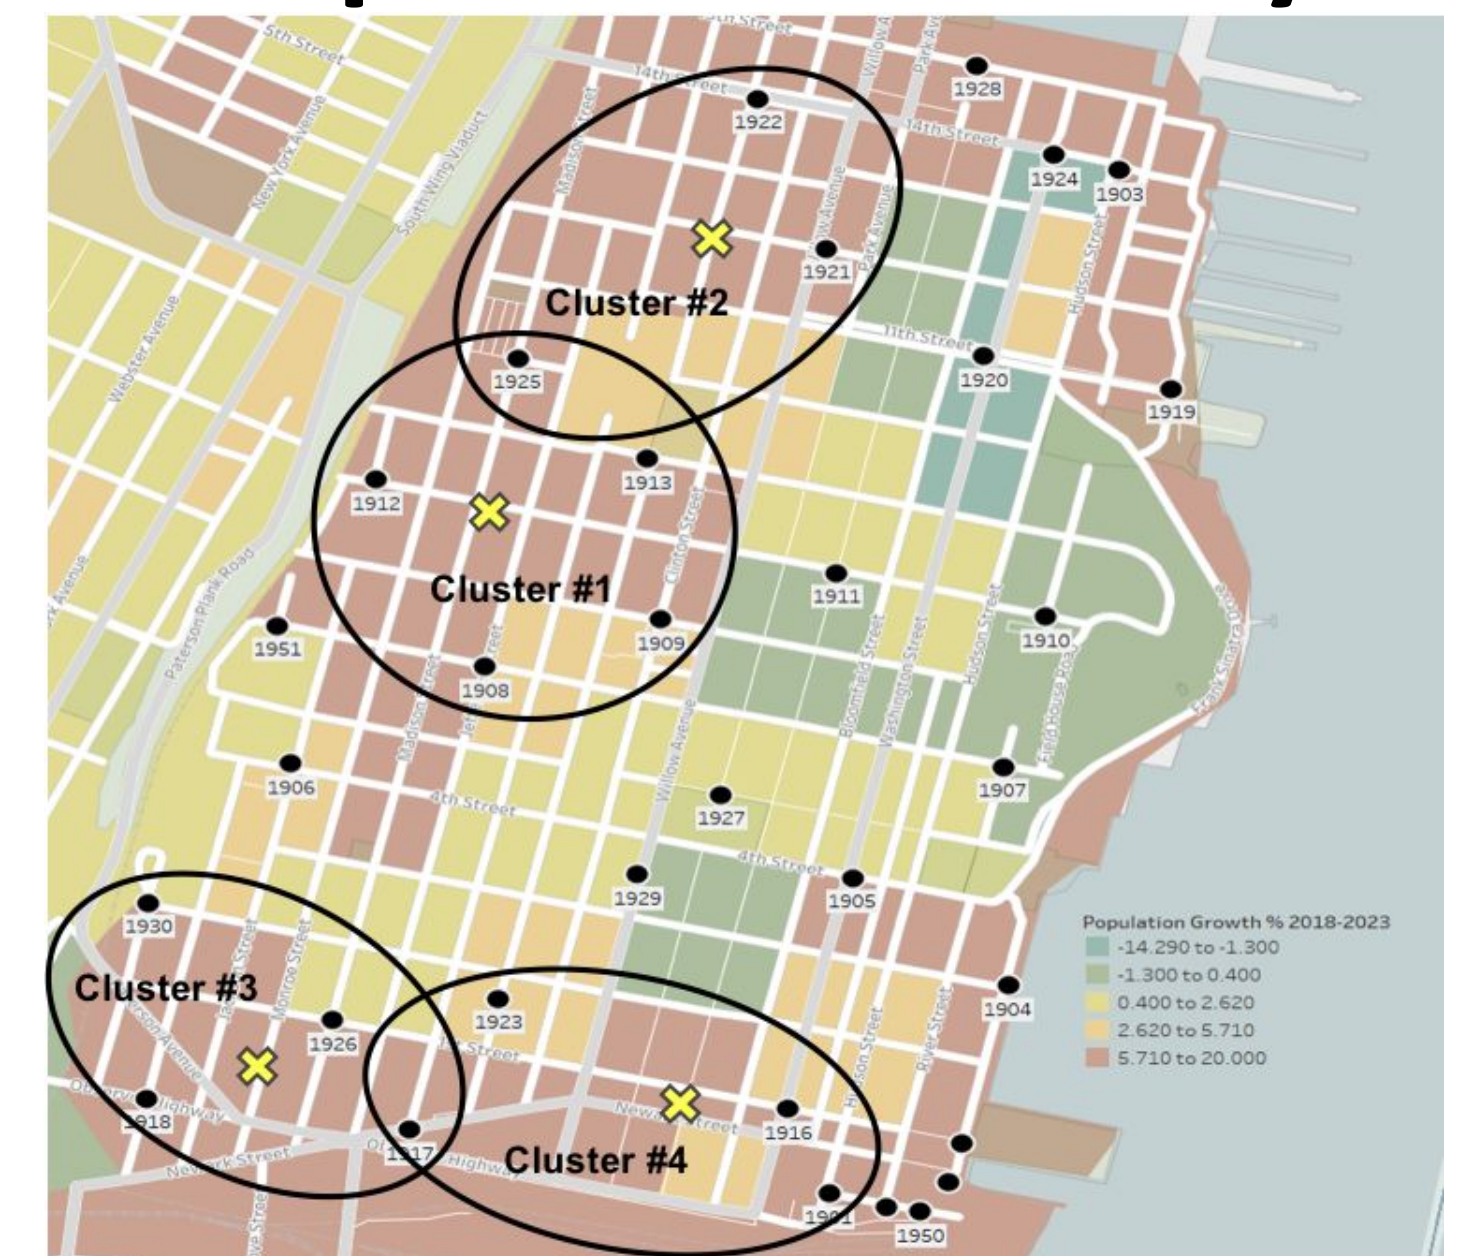 5th Street
14th Street
Willow A
Park Av
1928
1922
14th Street
New York Avenue
South Wing Viaduct
Madison Street
1924
1903
Park Avenue
1921
Hudson Street
Cluster #2
11th Street
Webster Avenue
1925
1920
1919
1912
1913
Clinton Street
Cluster #1
1911
Paterson Plank Road
1909
1910
1951
1908
Hudson Street
Bloomfield Street
Washington Street
Frank Sinatra Drive
Madison Street
Field House Road
Willow Avenue
1906
1907
4th Street
1927
4th Street
1929
1905
1930
Population Growth % 2018-2023
-14.290 to -1.300
-1.300 to 0.400
0.400 to 2.620
2.620 to 5.710
5.710 to 20.000
Cluster #3
Monroe Street
1904
1923
1926
1st Street
River Street
Hudson Street
1918
1916
1917
Newark Street
Highway
Cluster #4
1901
1950